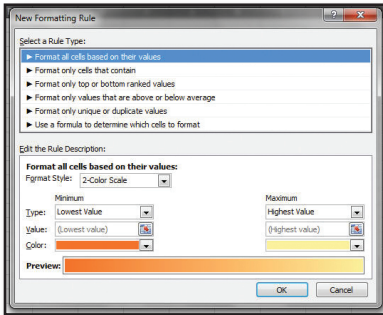 New Formatting Rule
Select a Rule Type:
► Format all cells based on their values
► Format only cells that contain
► Format only top or bottom ranked values
► Format only values that are above or below average
► Format only unique or duplicate values
► Use a formula to determine which cells to format
Edit the Rule Description:
Format all cells based on their values:
Format Style: 2-Color Scale
Minimum Maximum
Type: Lowest Value Highest Value
Value: (Lowest value) (Highest value)
Color:
Preview:
OK Cancel